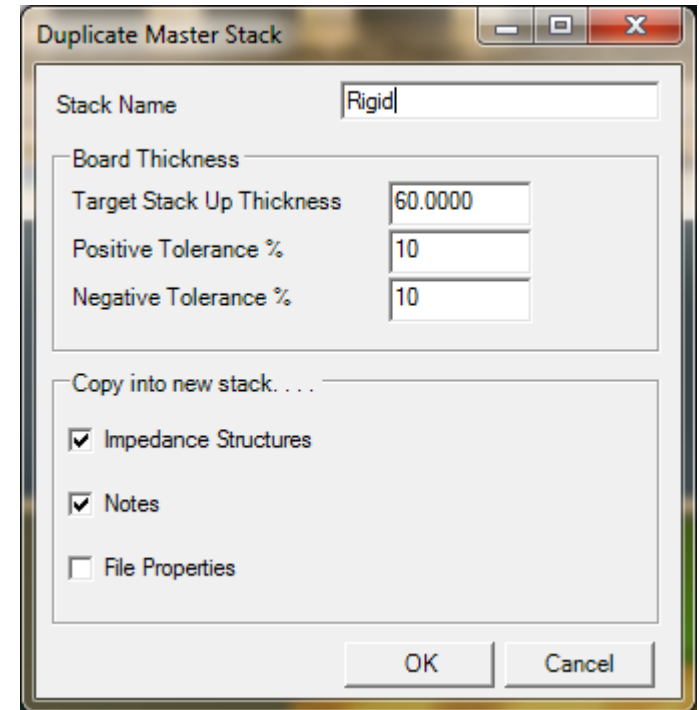 Duplicate Master Stack
Stack Name Rigid
Board Thickness
Target Stack Up Thickness 60.0000
Positive Tolerance % 10
Negative Tolerance % 10
Copy into new stack. . . .
Impedance Structures
Notes
File Properties
OK Cancel